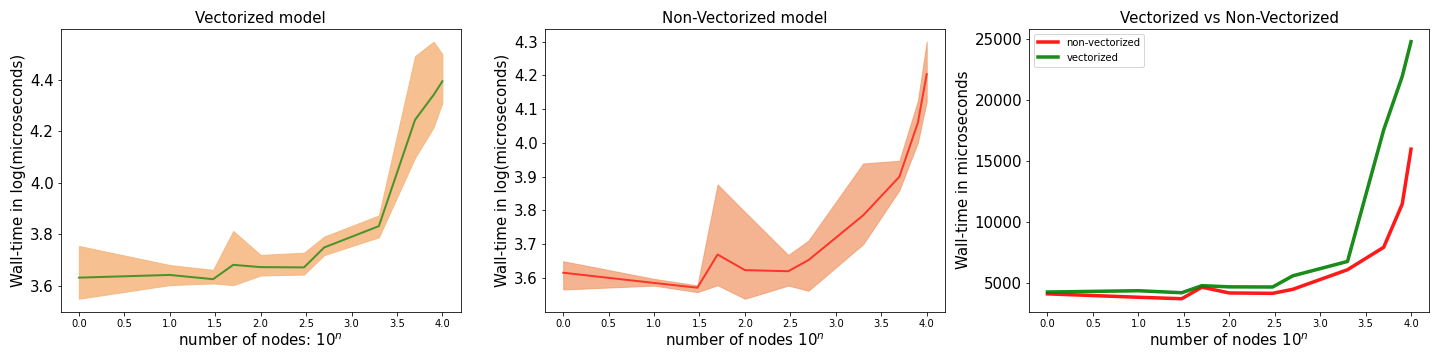 Vectorized model
Wall-time in log(microseconds)
4.4
4.2
4.0
3.8
3.6
0.0 0.5 1.0 1.5 2.0 2.5 3.0 3.5 4.0
number of nodes: 10^n
Non-Vectorized model
Wall-time in log(microseconds)
4.3
4.2
4.1
4.0
3.9
3.8
3.7
3.6
0.0 0.5 1.0 1.5 2.0 2.5 3.0 3.5 4.0
number of nodes 10^n
Vectorized vs Non-Vectorized
Wall-time in microseconds
25000
20000
15000
10000
5000
non-vectorized
vectorized
0.0 0.5 1.0 1.5 2.0 2.5 3.0 3.5 4.0
number of nodes 10^n